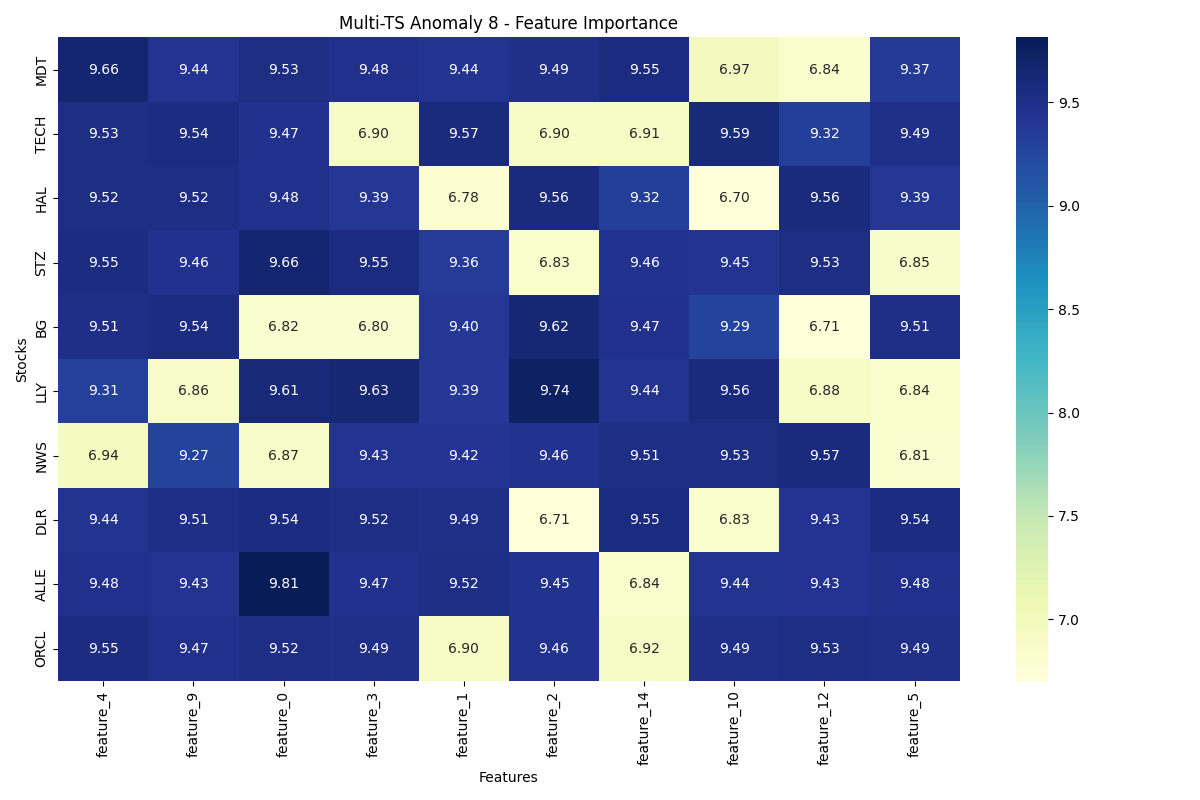 Multi-TS Anomaly 8 - Feature Importance
Stocks
MDT 9.66 9.44 9.53 9.48 9.44 9.49 9.55 6.97 6.84 9.37
TECH 9.53 9.54 9.47 6.90 9.57 6.90 6.91 9.59 9.32 9.49
HAL 9.52 9.52 9.48 9.39 6.78 9.56 9.32 6.70 9.56 9.39
STZ 9.55 9.46 9.66 9.55 9.36 6.83 9.46 9.45 9.53 6.85
BG 9.51 9.54 6.82 6.80 9.40 9.62 9.47 9.29 6.71 9.51
LLY 9.31 6.86 9.61 9.63 9.39 9.74 9.44 9.56 6.88 6.84
NWS 6.94 9.27 6.87 9.43 9.42 9.46 9.51 9.53 9.57 6.81
DLR 9.44 9.51 9.54 9.52 9.49 6.71 9.55 6.83 9.43 9.54
ALLE 9.48 9.43 9.81 9.47 9.52 9.45 6.84 9.44 9.43 9.48
ORCL 9.55 9.47 9.52 9.49 6.90 9.46 6.92 9.49 9.53 9.49
feature_4 feature_9 feature_0 feature_3 feature_1 feature_2 feature_14 feature_10 feature_12 feature_5
Features
9.5
9.0
8.5
8.0
7.5
7.0